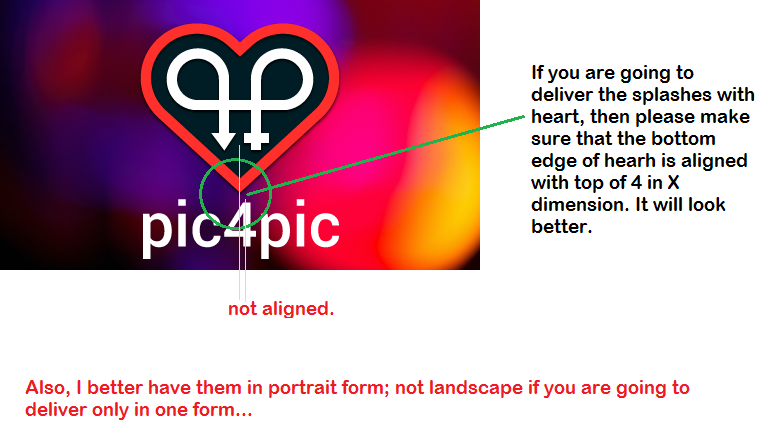 If you are going to
deliver the splashes with
heart, then please make
sure that the bottom
edge of hearh is aligned
with top of 4 in X
dimension. It will look
better.
pic4pic
not aligned.
Also, I better have them in portrait form; not landscape if you are going to
deliver only in one form...